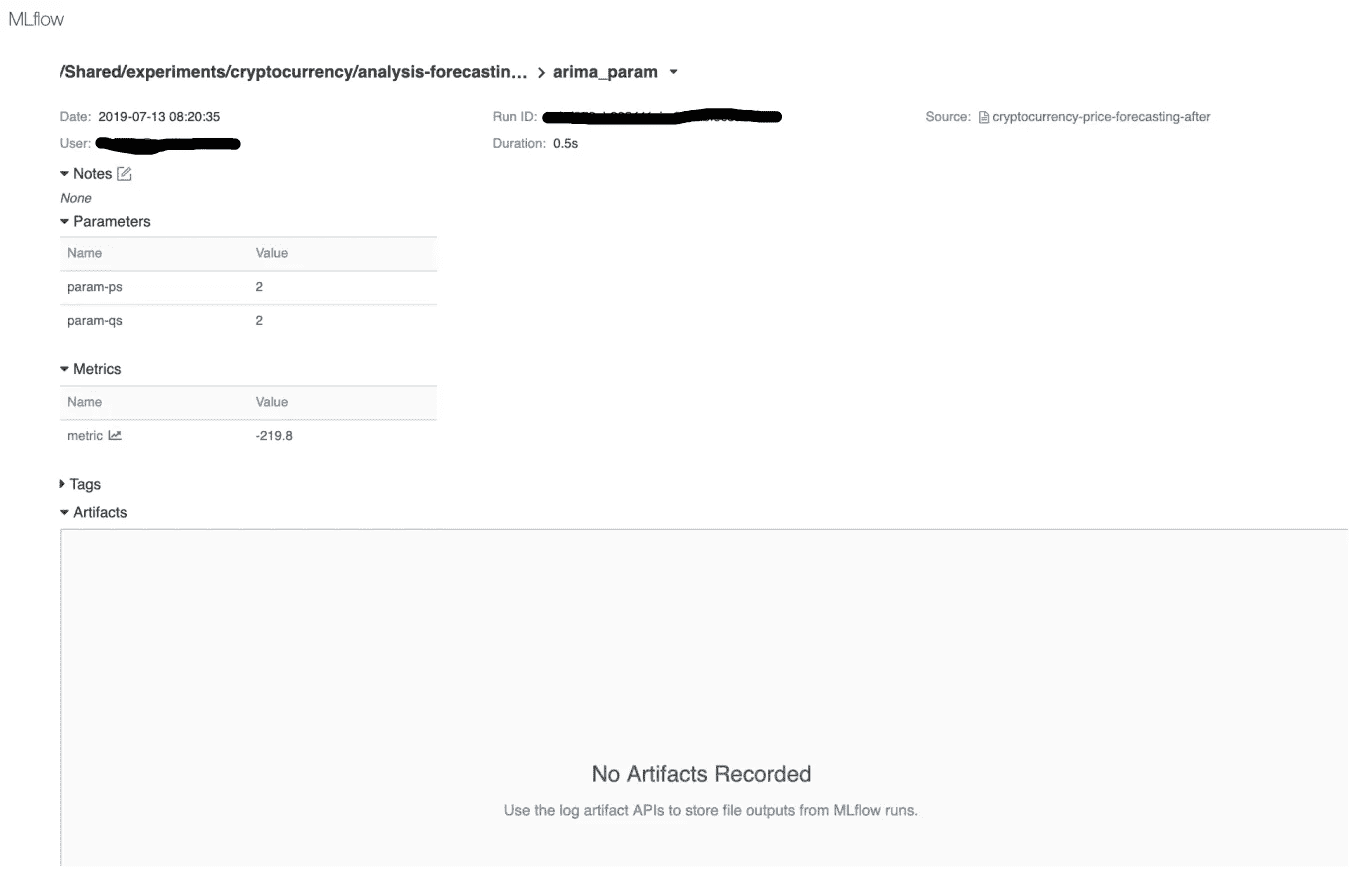 MLflow
/Shared/experiments/cryptocurrency/analysis-forecastin... > arima_param
Date: 2019-07-13 08:20:35 Run ID: Source: cryptocurrency-price-forecasting-after
User: Duration: 0.5s
Notes
None
Parameters
Name Value
param-ps 2
param-qs 2
Metrics
Name Value
metric -219.8
Tags
Artifacts
No Artifacts Recorded
Use the log artifact APIs to store file outputs from MLflow runs.